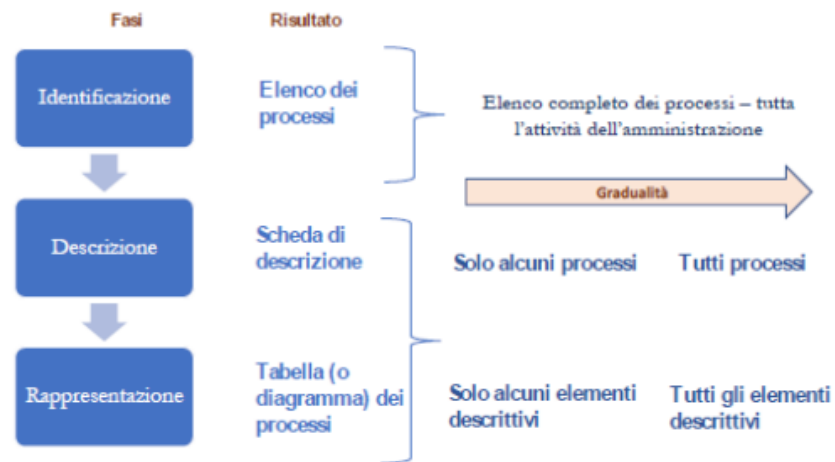 Fasi
Risultato
Identificazione
Elenco dei
processi
Elenco completo dei processi – tutta
l'attività dell'amministrazione
Gradualità
Descrizione
Scheda di
descrizione
Solo alcuni processi
Tutti processi
Rappresentazione
Tabella (o
diagramma) dei
processi
Solo alcuni elementi
descrittivi
Tutti gli elementi
descrittivi